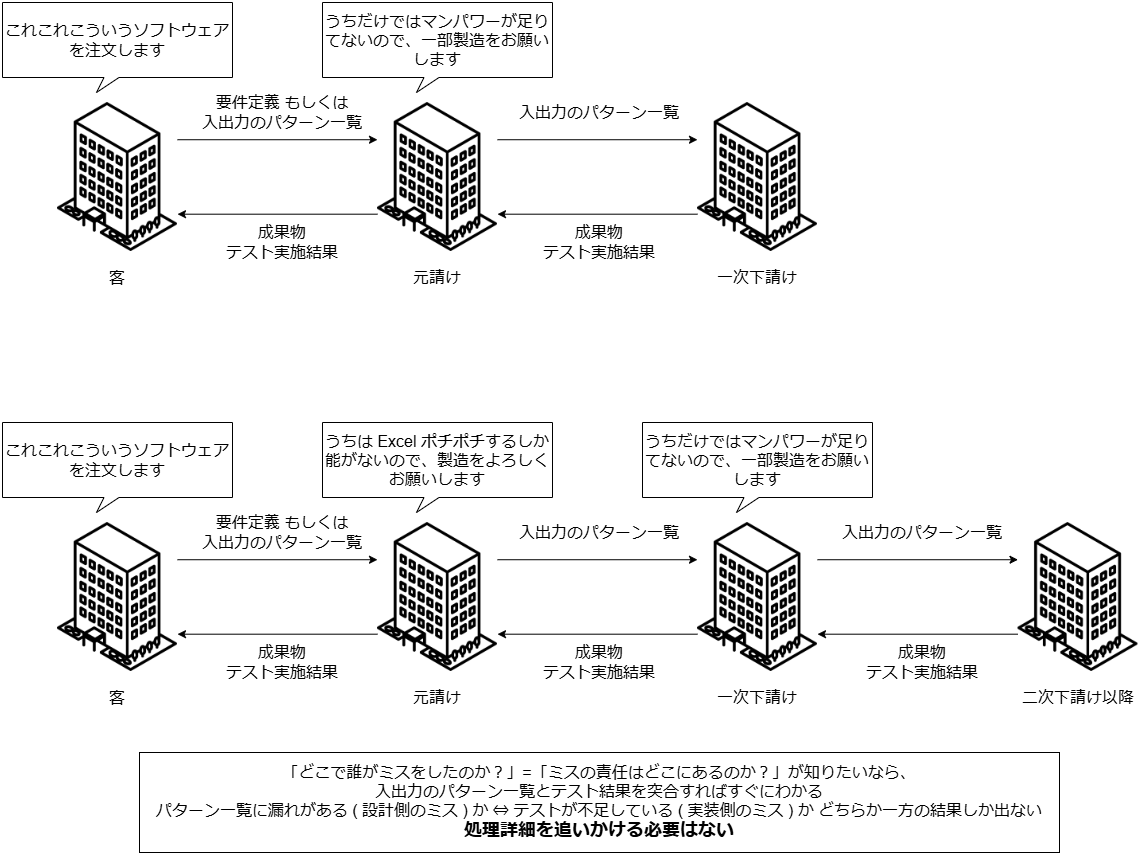 これこれこういうソフトウェア
を注文します
うちだけではマンパワーが足り
てないので、一部製造をお願い
します
要件定義 もしくは
入出力のパターン一覧
入出力のパターン一覧
成果物
テスト実施結果
成果物
テスト実施結果
客
元請け
一次下請け
これこれこういうソフトウェア
を注文します
うちは Excel ポチポチするしか
能がないので、製造をよろしく
お願いします
うちだけではマンパワーが足り
てないので、一部製造をお願い
します
要件定義 もしくは
入出力のパターン一覧
入出力のパターン一覧
入出力のパターン一覧
成果物
テスト実施結果
成果物
テスト実施結果
成果物
テスト実施結果
客
元請け
一次下請け
二次下請け以降
「どこで誰がミスをしたのか？」=「ミスの責任はどこにあるのか？」が知りたいなら、
入出力のパターン一覧とテスト結果を突合すればすぐにわかる
パターン一覧に漏れがある ( 設計側のミス ) か ⇔ テストが不足している ( 実装側のミス ) か どちらか一方の結果しか出ない
処理詳細を追いかける必要はない